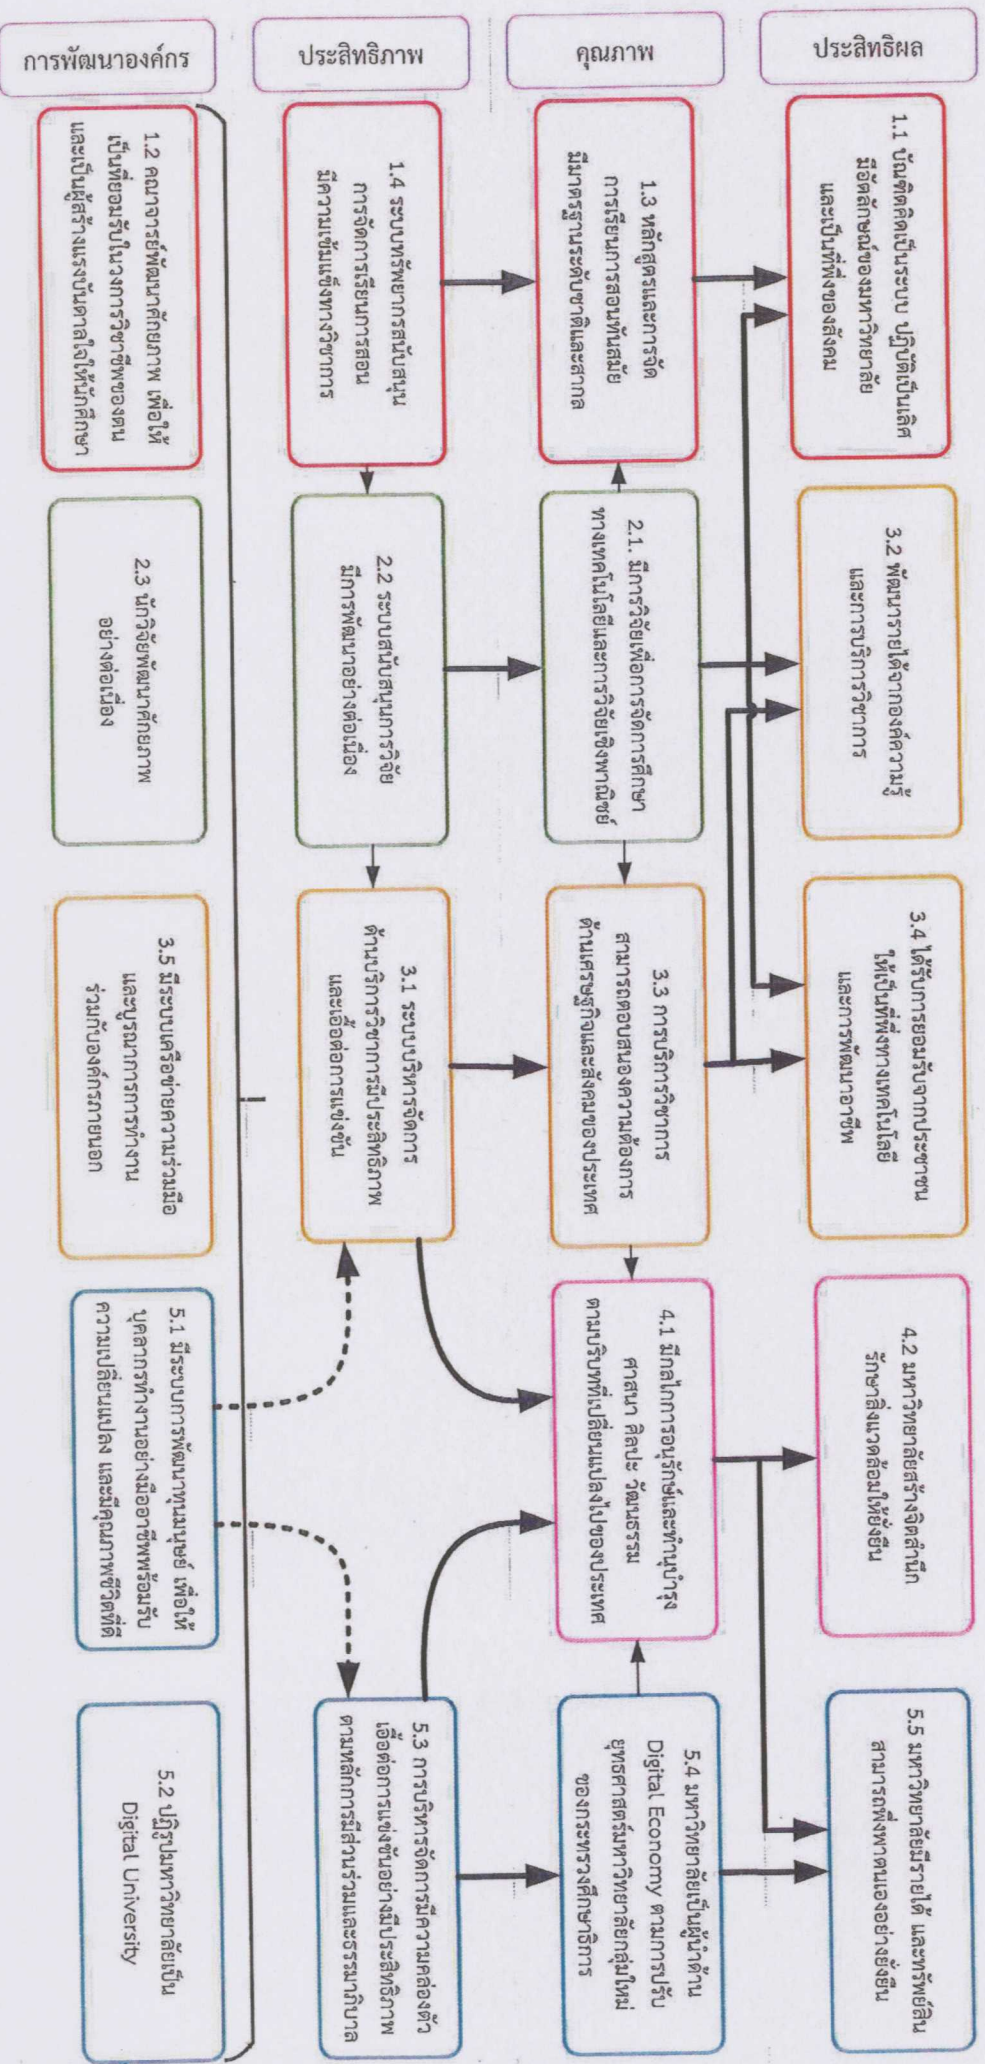 ประสิทธิผล
1.1 บัณฑิตคิดเป็นระบบ ปฏิบัติเป็นเลิศ
มีอัตลักษณ์ของมหาวิทยาลัย
และเป็นที่พึ่งของสังคม
3.2 พัฒนารายได้จากองค์ความรู้
และการบริการวิชาการ
3.4 ได้รับการยอมรับจากประชาชน
ให้เป็นที่พึ่งทางเทคโนโลยี
และการพัฒนาอาชีพ
4.2 มหาวิทยาลัยสร้างจิตสำนึก
รักษาสิ่งแวดล้อมให้ยั่งยืน
5.5 มหาวิทยาลัยมีรายได้ และทรัพย์สิน
สามารถพึ่งพาตนเองอย่างยั่งยืน
คุณภาพ
1.3 หลักสูตรและการจัด
การเรียนการสอนทันสมัย
มีมาตรฐานระดับชาติและสากล
2.1. มีการวิจัยเพื่อการจัดการศึกษา
ทางเทคโนโลยีและการวิจัยเชิงพาณิชย์
3.3 การบริการวิชาการ
สามารถตอบสนองความต้องการ
ด้านเศรษฐกิจและสังคมของประเทศ
4.1 มีกลไกการอนุรักษ์และทำนุบำรุง
ศาสนา ศิลปะ วัฒนธรรม
ตามบริบทที่เปลี่ยนแปลงไปของประเทศ
5.4 มหาวิทยาลัยเป็นผู้นำด้าน
Digital Economy ตามการปรับ
ยุทธศาสตร์มหาวิทยาลัยกลุ่มใหม่
ของกระทรวงศึกษาธิการ
ประสิทธิภาพ
1.4 ระบบทรัพยากรสนับสนุน
การจัดการเรียนการสอน
มีความเข้มแข็งทางวิชาการ
2.2 ระบบสนับสนุนการวิจัย
มีการพัฒนาอย่างต่อเนื่อง
3.1 ระบบบริหารจัดการ
ด้านบริการวิชาการมีประสิทธิภาพ
และเอื้อต่อการแข่งขัน
5.3 การบริหารจัดการมีความคล่องตัว
เอื้อต่อการแข่งขันอย่างมีประสิทธิภาพ
ตามหลักการมีส่วนร่วมและธรรมาภิบาล
การพัฒนาองค์กร
1.2 คณาจารย์พัฒนาศักยภาพ เพื่อให้
เป็นที่ยอมรับในวงการวิชาชีพของตน
และเป็นผู้สร้างแรงบันดาลใจให้นักศึกษา
2.3 นักวิจัยพัฒนาศักยภาพ
อย่างต่อเนื่อง
3.5 มีระบบเครือข่ายความร่วมมือ
และบูรณาการการทำงาน
ร่วมกับองค์กรภายนอก
5.1 มีระบบการพัฒนาทุนมนุษย์ เพื่อให้
บุคลากรทำงานอย่างมืออาชีพพร้อมรับ
ความเปลี่ยนแปลง และมีคุณภาพชีวิตที่ดี
5.2 ปฏิรูปมหาวิทยาลัยเป็น
Digital University